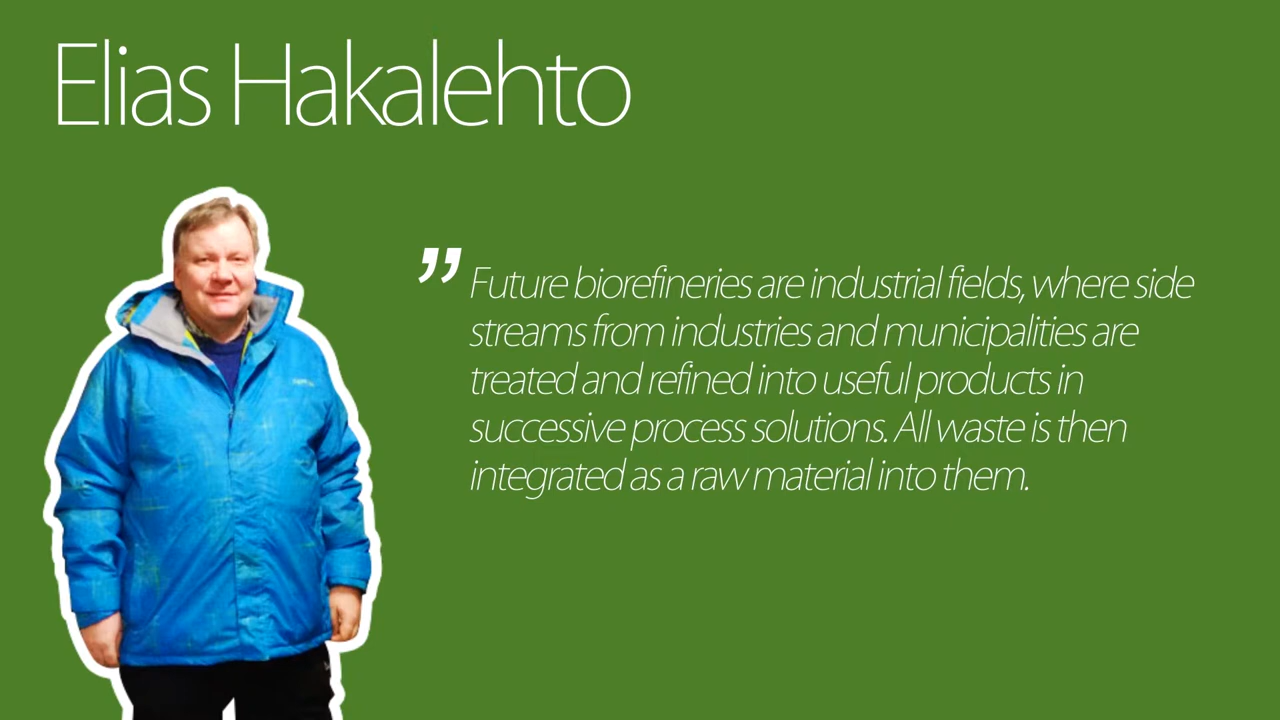 Elias Hakalehto
” Future biorefineries are industrial fields, where side
streams from industries and municipalities are
treated and refined into useful products in
successive process solutions. All waste is then
integrated as a raw material into them.